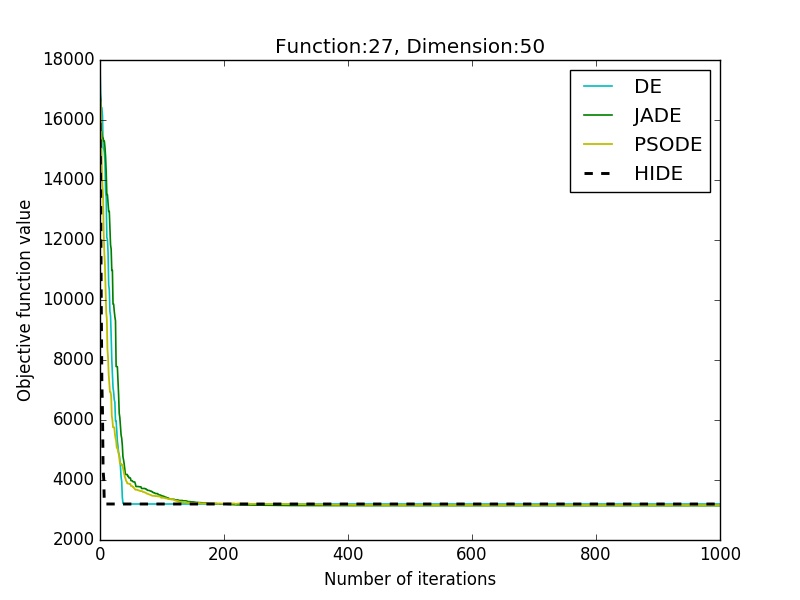 Function:27, Dimension:50
18000
16000
14000
12000
10000
8000
6000
4000
2000
Objective function value
0
200
400
600
800
1000
Number of iterations
DE
JADE
PSODE
HIDE